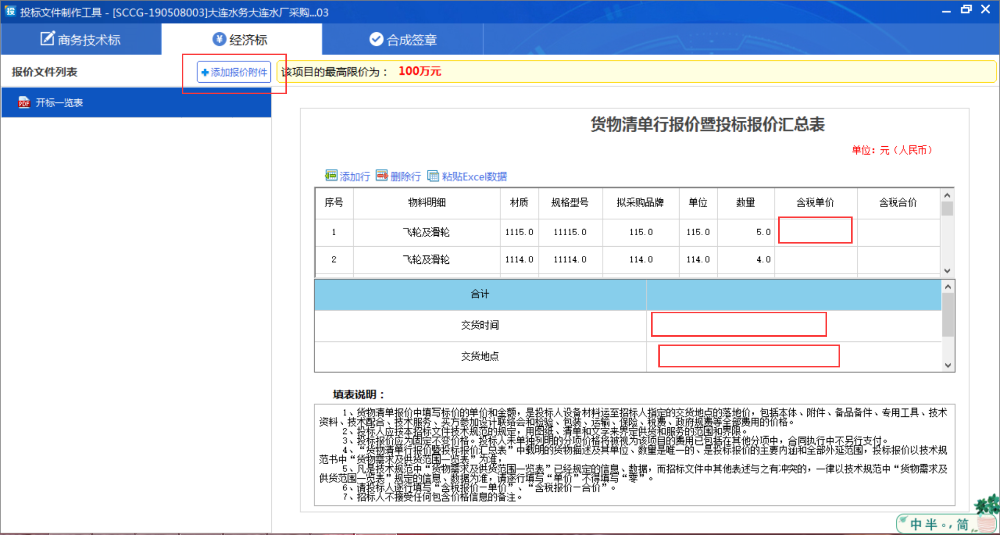 投 投标文件制作工具 - [SCCG-190508003]大连水务大连水厂采购...03
商务技术标 ¥ 经济标 合成签章
报价文件列表 添加报价附件 该项目的最高限价为： 100万元
PDF 开标一览表
货物清单行报价暨投标报价汇总表
单位：元（人民币）
添加行 删除行 粘贴Excel数据
序号 物料明细 材质 规格型号 拟采购品牌 单位 数量 含税单价 含税合价
1 飞轮及滑轮 1115.0 11115.0 115.0 115.0 5.0
2 飞轮及滑轮 1114.0 11114.0 114.0 114.0 4.0
合计
交货时间
交货地点
填表说明：
1、货物清单报价中填写标价的单价和金额，是投标人设备材料运至招标人指定的交货地点的落地价，包括本体、附件、备品备件、专用工具、技术
资料、技术配合、技术服务、买方参加设计联络会和检验、包装、运输、保险、税费、政府规费等全部费用的价格。
2、投标人应按本招标文件技术规范的规定，用图纸、清单和文字来界定供货和服务的范围和界限。
3、投标报价应为固定不变价格。投标人未单独列明的分项价格将被视为该项目的费用已包括在其他分项中，合同执行中不另行支付。
4、“货物清单行报价暨投标报价汇总表”中载明的货物描述及其单位、数量是唯一的、是投标报价的主要内涵和全部外延范围，投标报价以技术规
范书中“货物需求及供货范围一览表”为准，
5、凡是技术规范中“货物需求及供货范围一览表”已经规定的信息、数据，而招标文件中其他表述与之有冲突的，一律以技术规范中“货物需求及
供货范围一览表”规定的信息、数据为准，请逐行填写“单价”不得填写“零”。
6、请投标人逐行填写“含税报价－单价”、“含税报价－合价”。
7、招标人不接受任何包含价格信息的备注。
中 半 。， 简